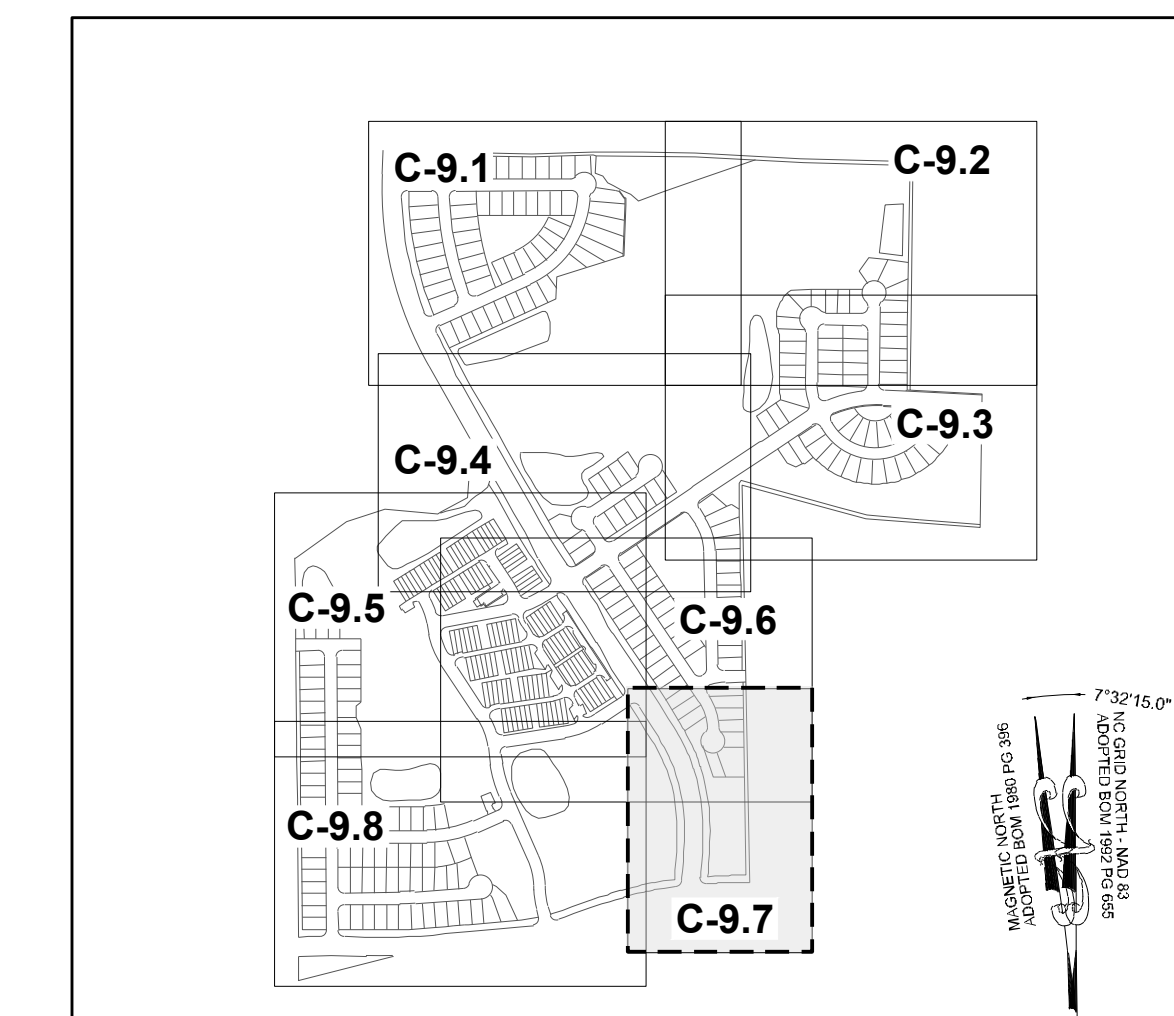 C-9.1
C-9.2
C-9.3
C-9.4
C-9.5
C-9.6
7°32'15.0"
NC GRID NORTH - NAD 83
ADOPTED BOM 1992 PG 655
MAGNETIC NORTH
ADOPTED BOM 1980 PG 396
C-9.8
C-9.7